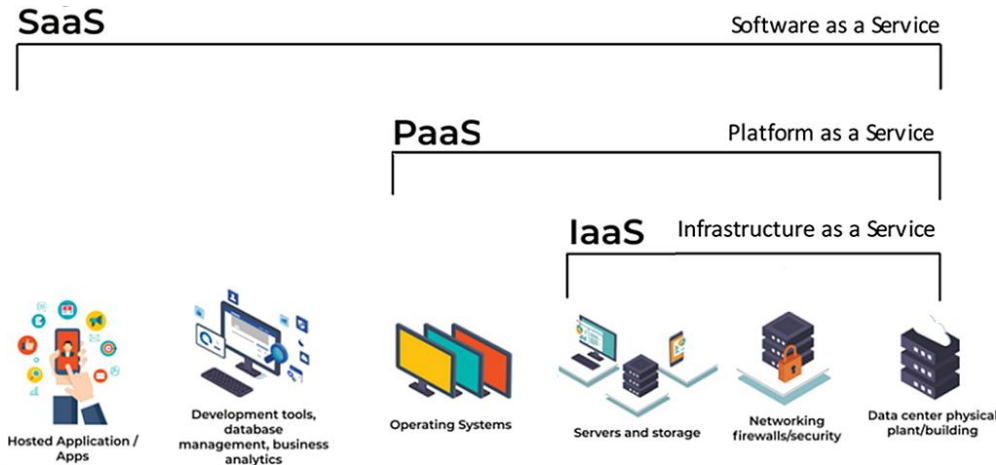 SaaS
Software as a Service
PaaS
Platform as a Service
IaaS
Infrastructure as a Service
Hosted Application /
Apps
Development tools,
database
management, business
analytics
Operating Systems
Servers and storage
Networking
firewalls/security
Data center physical
plant/building